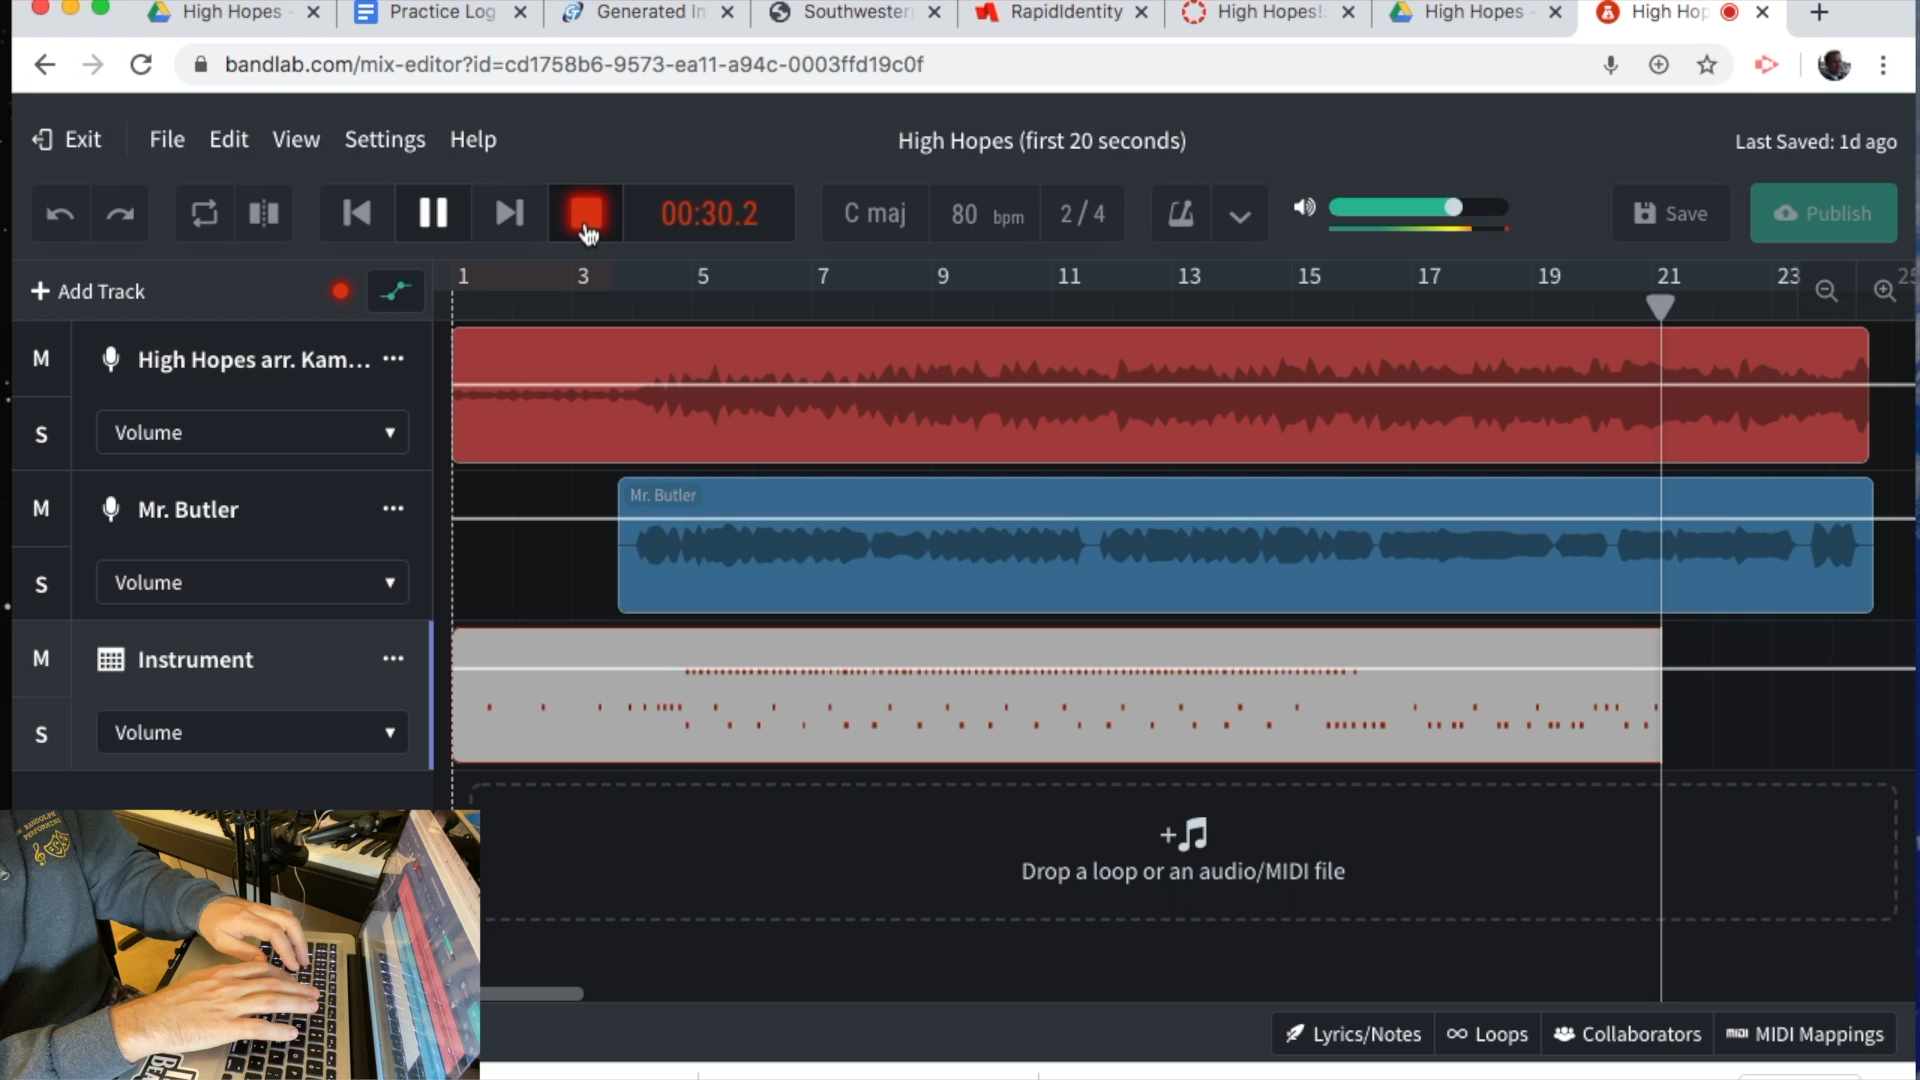 High Hopes -
Practice Log
Generated Im
Southwester
RapidIdentity
High Hopes!:
High Hopes -
High Hop
bandlab.com/mix-editor?id=cd1758b6-9573-ea11-a94c-0003ffd19c0f
Exit File Edit View Settings Help
High Hopes (first 20 seconds)
Last Saved: 1d ago
00:30.2
C maj
80 bpm
2/4
Save
Publish
+ Add Track
1 3 5 7 9 11 13 15 17 19 21 23 25
M
High Hopes arr. Kam...
S
Volume
M
Mr. Butler
S
Volume
Mr. Butler
M
Instrument
S
Volume
Drop a loop or an audio/MIDI file
RANDOLPH
PERFORMING
Lyrics/Notes
Loops
Collaborators
MIDI Mappings